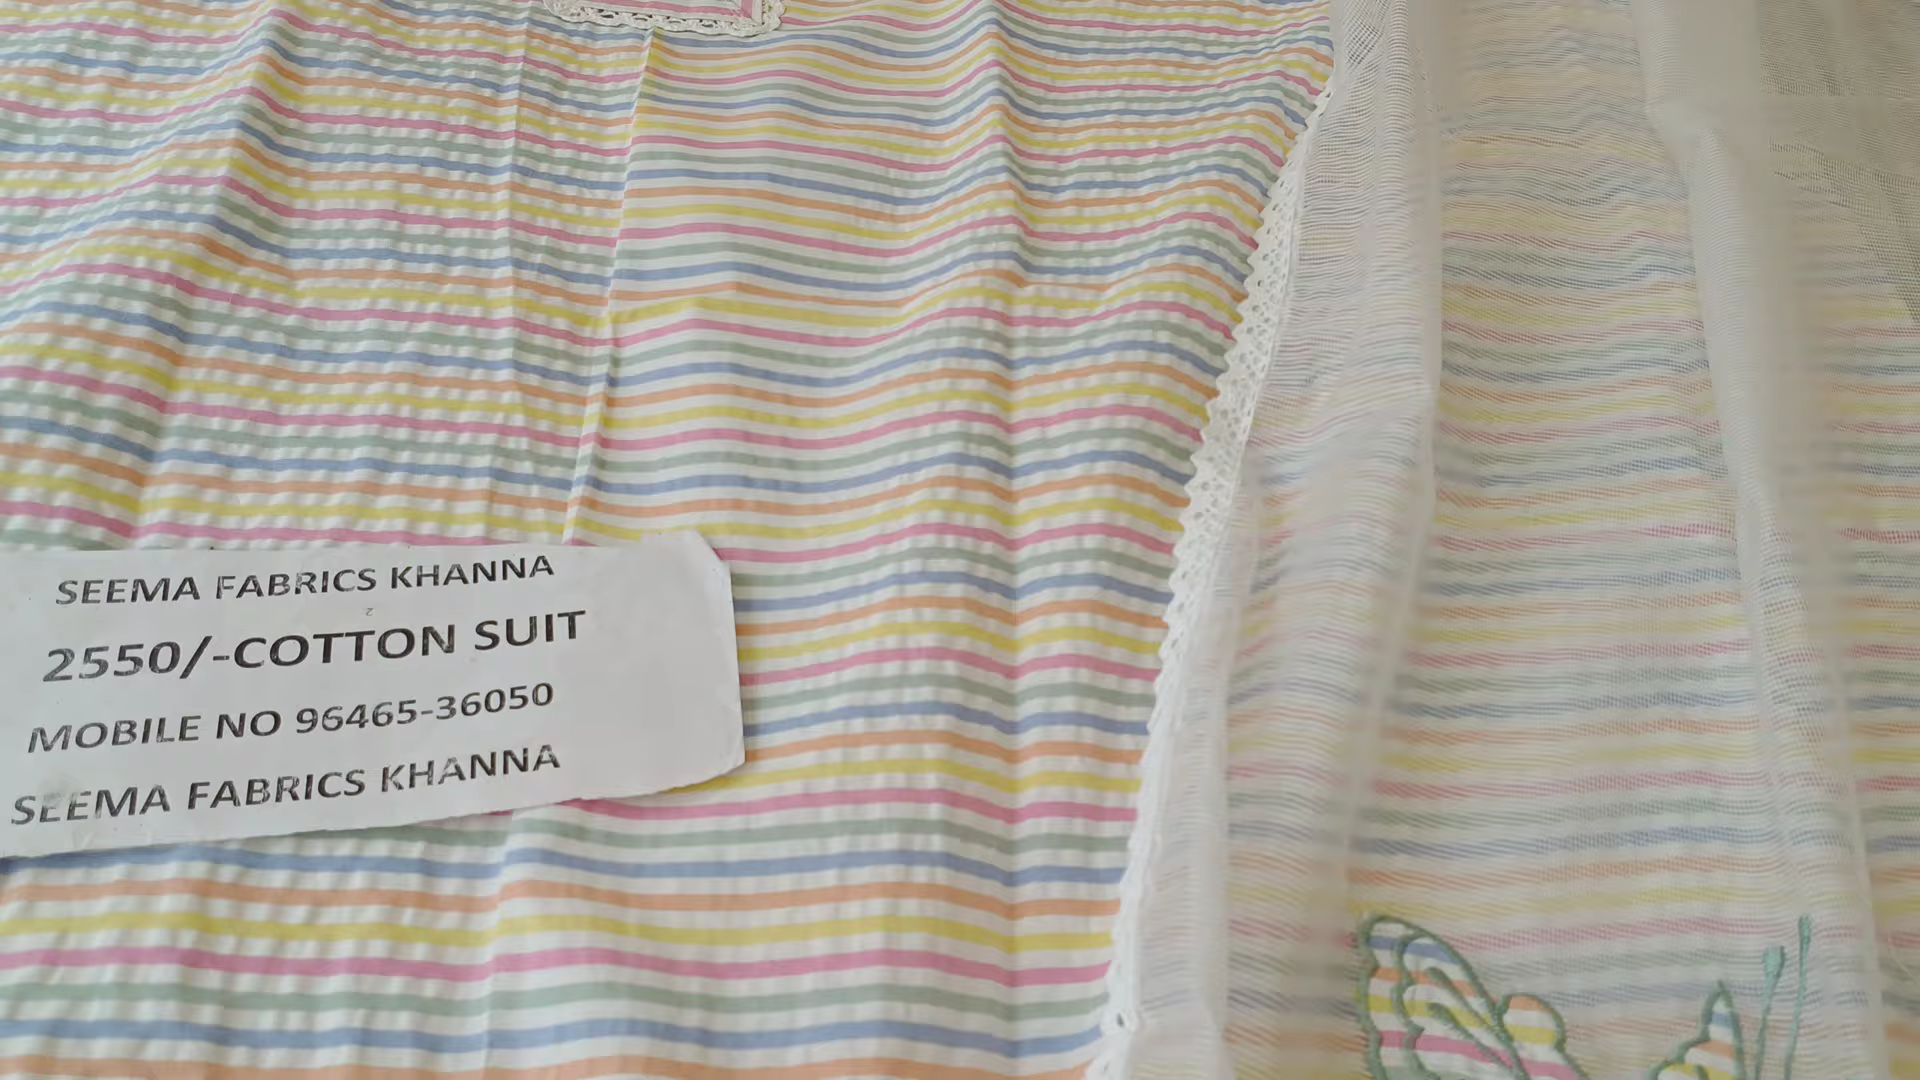 SEEMA FABRICS KHANNA
2550/-COTTON SUIT
MOBILE NO 96465-36050
SEEMA FABRICS KHANNA